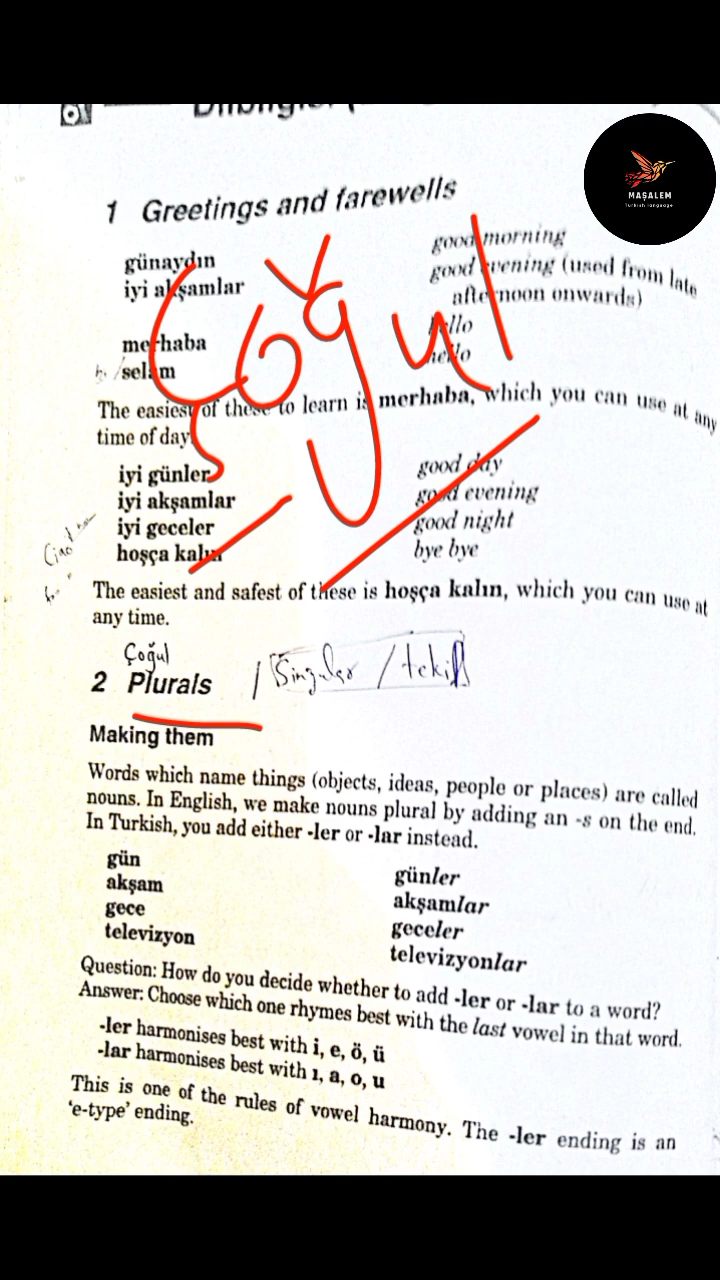 MAŞALEM
Turkish language
1 Greetings and farewells
günaydın good morning
iyi akşamlar good evening (used from late
afternoon onwards)
merhaba hello
selam hello
Çoğul
The easiest of these to learn is merhaba, which you can use at any
time of day.
iyi günler good day
iyi akşamlar good evening
iyi geceler good night
hoşça kalın bye bye
The easiest and safest of these is hoşça kalın, which you can use at
any time.
Çoğul
2 Plurals / Singular / tekil
Making them
Words which name things (objects, ideas, people or places) are called
nouns. In English, we make nouns plural by adding an -s on the end.
In Turkish, you add either -ler or -lar instead.
gün günler
akşam akşamlar
gece geceler
televizyon televizyonlar
Question: How do you decide whether to add -ler or -lar to a word?
Answer: Choose which one rhymes best with the last vowel in that word.
-ler harmonises best with i, e, ö, ü
-lar harmonises best with ı, a, o, u
This is one of the rules of vowel harmony. The -ler ending is an
‘e-type’ ending.